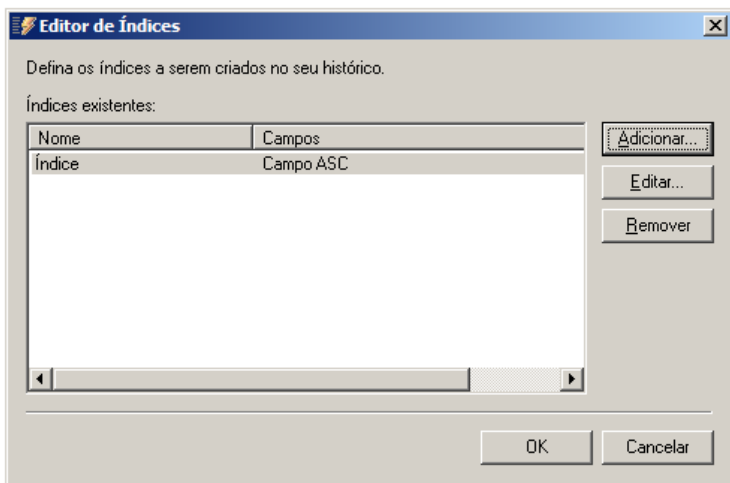 Editor de Índices
Defina os índices a serem criados no seu histórico.
Índices existentes:
Nome Campos
Índice Campo ASC
Adicionar...
Editar...
Remover
OK Cancelar